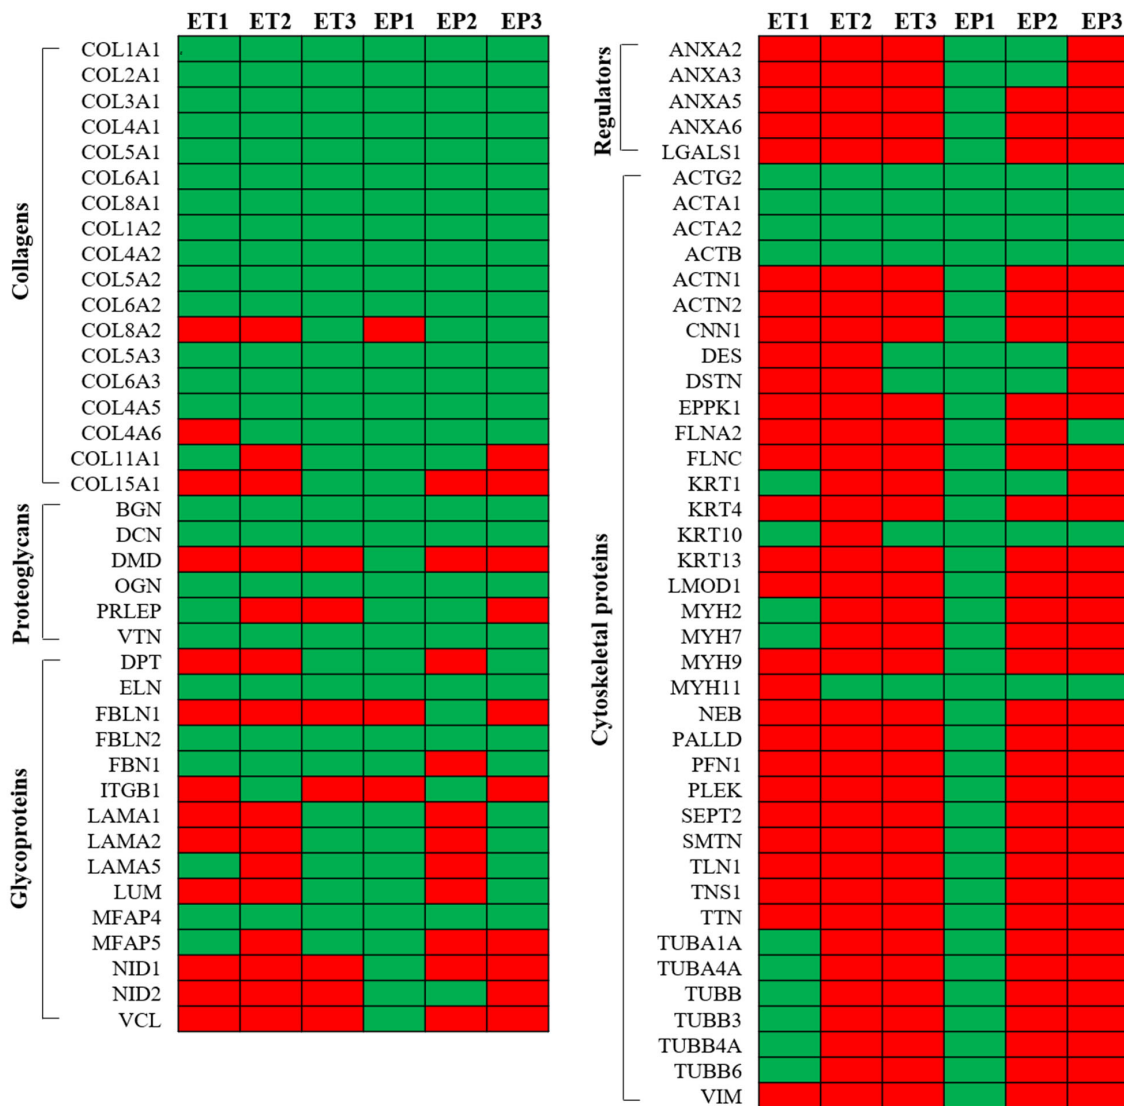 ET1 ET2 ET3 EP1 EP2 EP3
Collagens
COL1A1
COL2A1
COL3A1
COL4A1
COL5A1
COL6A1
COL8A1
COL1A2
COL4A2
COL5A2
COL6A2
COL8A2
COL5A3
COL6A3
COL4A5
COL4A6
COL11A1
COL15A1
Proteoglycans
BGN
DCN
DMD
OGN
PRLEP
VTN
Glycoproteins
DPT
ELN
FBLN1
FBLN2
FBN1
ITGB1
LAMA1
LAMA2
LAMA5
LUM
MFAP4
MFAP5
NID1
NID2
VCL
ET1 ET2 ET3 EP1 EP2 EP3
Regulators
ANXA2
ANXA3
ANXA5
ANXA6
LGALS1
Cytoskeletal proteins
ACTG2
ACTA1
ACTA2
ACTB
ACTN1
ACTN2
CNN1
DES
DSTN
EPPK1
FLNA2
FLNC
KRT1
KRT4
KRT10
KRT13
LMOD1
MYH2
MYH7
MYH9
MYH11
NEB
PALLD
PFN1
PLEK
SEPT2
SMTN
TLN1
TNS1
TTN
TUBA1A
TUBA4A
TUBB
TUBB3
TUBB4A
TUBB6
VIM